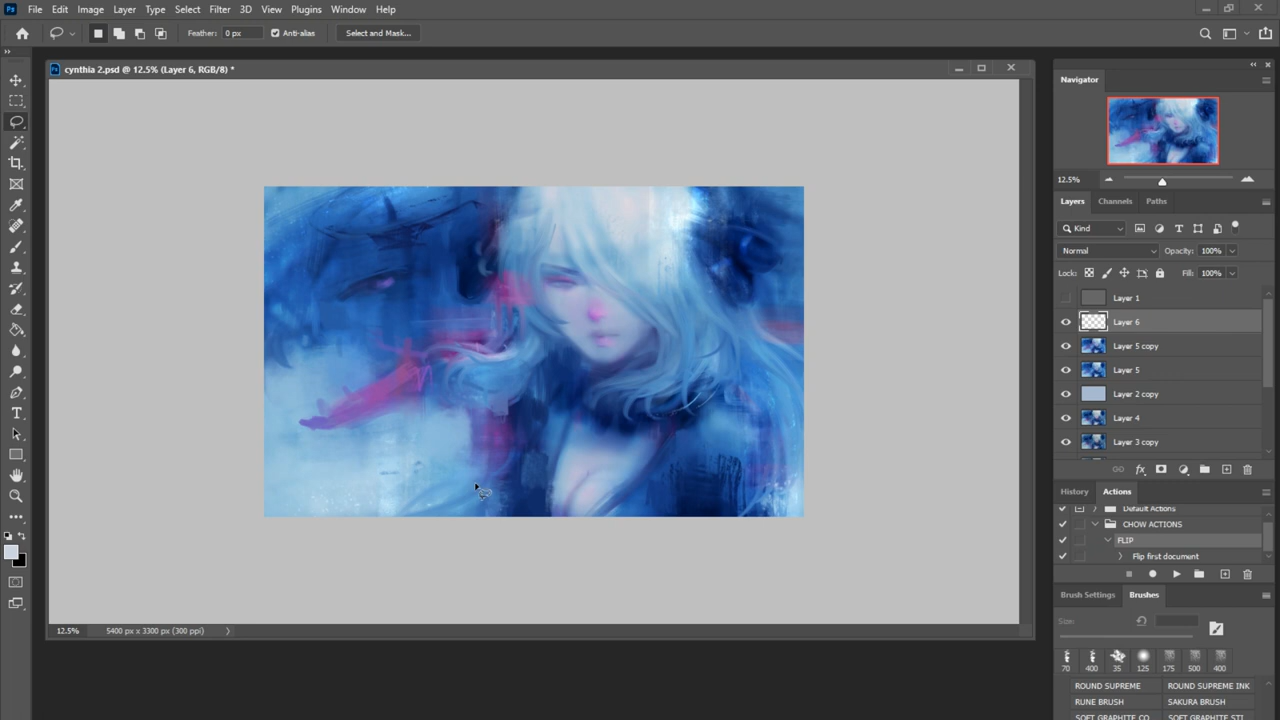 Ps File Edit Image Layer Type Select Filter 3D View Plugins Window Help
Feather: 0 px Anti-alias Select and Mask...
Ps cynthia 2.psd @ 12.5% (Layer 6, RGB/8) *
Navigator
12.5%
Layers Channels Paths
Kind
Normal Opacity: 100%
Lock: Fill: 100%
Layer 1
Layer 6
Layer 5 copy
Layer 5
Layer 2 copy
Layer 4
Layer 3 copy
History Actions
Default Actions
CHOW ACTIONS
FLIP
Flip first document
Brush Settings Brushes
Size:
70 400 35 125 175 500 400
ROUND SUPREME ROUND SUPREME INK
RUNE BRUSH SAKURA BRUSH
SOFT GRAPHITE CO SOFT GRAPHITE STI
12.5% 5400 px x 3300 px (300 ppi)